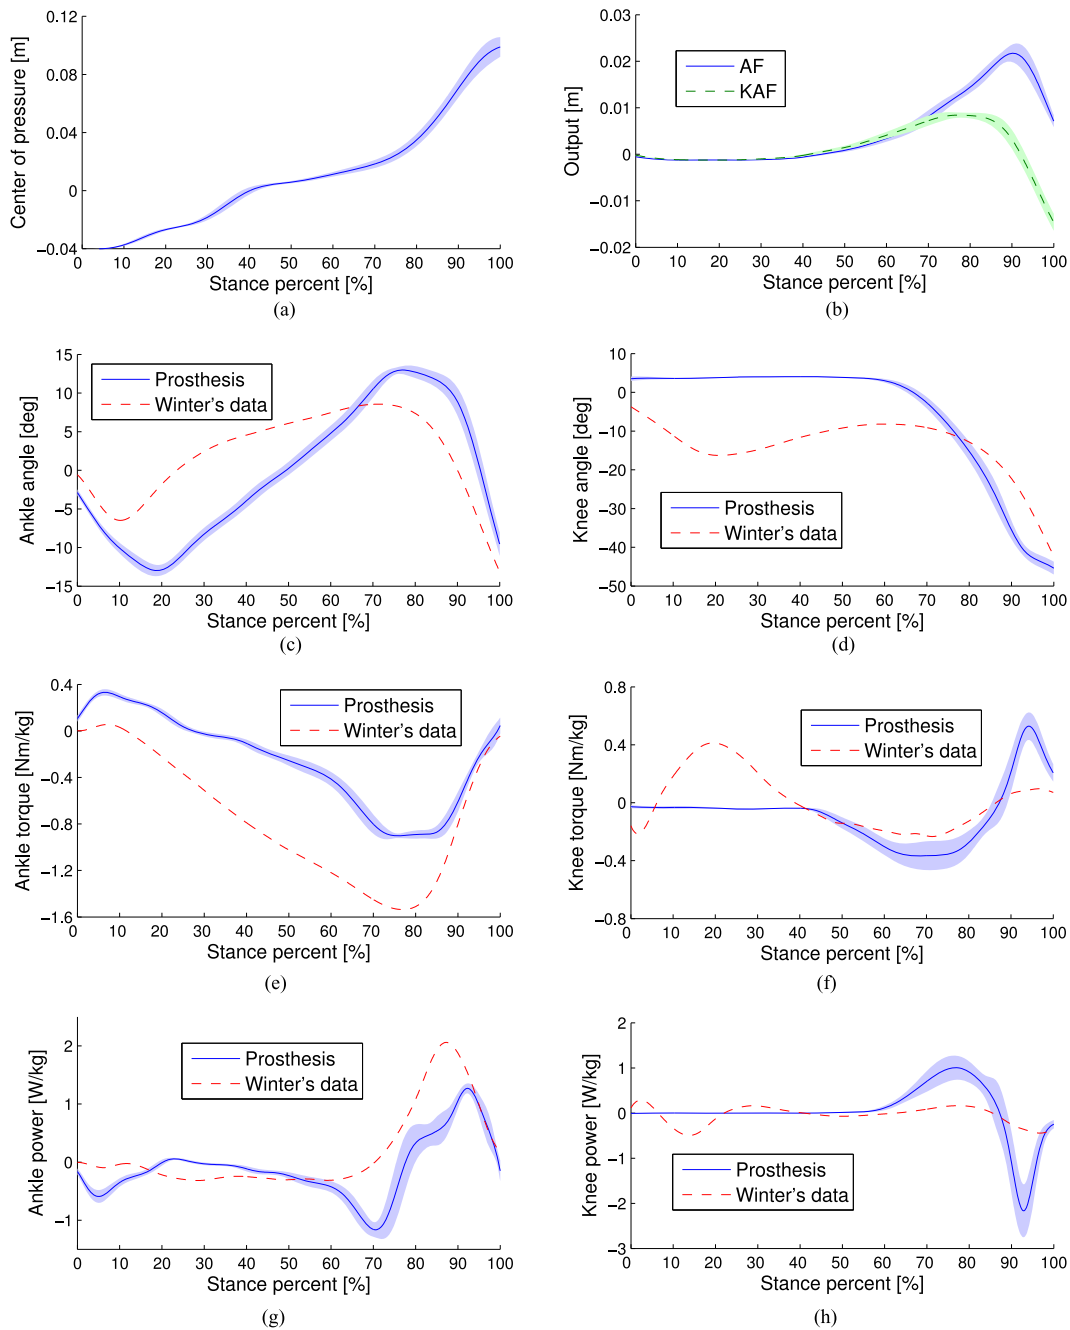 0.12
0.08
0.04
0
−0.04
Center of pressure [m]
0 10 20 30 40 50 60 70 80 90 100
Stance percent [%]
(a)
0.03
0.02
0.01
0
−0.01
−0.02
Output [m]
AF
KAF
0 10 20 30 40 50 60 70 80 90 100
Stance percent [%]
(b)
15
10
5
0
−5
−10
−15
Ankle angle [deg]
Prosthesis
Winter's data
0 10 20 30 40 50 60 70 80 90 100
Stance percent [%]
(c)
10
0
−10
−20
−30
−40
−50
Knee angle [deg]
Prosthesis
Winter's data
0 10 20 30 40 50 60 70 80 90 100
Stance percent [%]
(d)
0.4
0
−0.4
−0.8
−1.2
−1.6
Ankle torque [Nm/kg]
Prosthesis
Winter's data
0 10 20 30 40 50 60 70 80 90 100
Stance percent [%]
(e)
0.8
0.4
0
−0.4
−0.8
Knee torque [Nm/kg]
Prosthesis
Winter's data
0 10 20 30 40 50 60 70 80 90 100
Stance percent [%]
(f)
2
1
0
−1
Ankle power [W/kg]
Prosthesis
Winter's data
0 10 20 30 40 50 60 70 80 90 100
Stance percent [%]
(g)
2
1
0
−1
−2
−3
Knee power [W/kg]
Prosthesis
Winter's data
0 10 20 30 40 50 60 70 80 90 100
Stance percent [%]
(h)